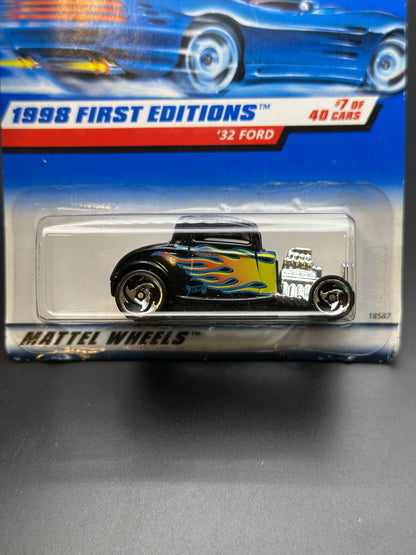 1998 FIRST EDITIONS™
#7 OF
40 CARS
'32 FORD
18587
MATTEL WHEELS™